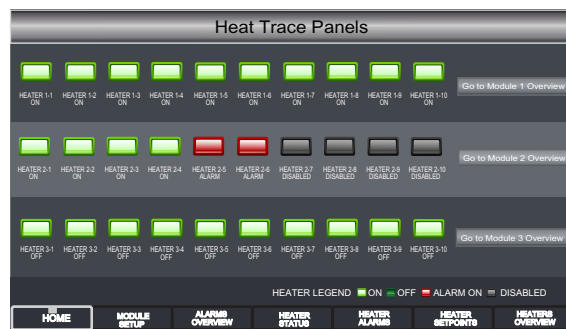 Heat Trace Panels
HEATER 1-1 HEATER 1-2 HEATER 1-3 HEATER 1-4 HEATER 1-5 HEATER 1-6 HEATER 1-7 HEATER 1-8 HEATER 1-9 HEATER 1-10
ON ON ON ON ON ON ON ON ON ON
Go to Module 1 Overview
HEATER 2-1 HEATER 2-2 HEATER 2-3 HEATER 2-4 HEATER 2-5 HEATER 2-6 HEATER 2-7 HEATER 2-8 HEATER 2-9 HEATER 2-10
ON ON ON ON ALARM ALARM DISABLED DISABLED DISABLED DISABLED
Go to Module 2 Overview
HEATER 3-1 HEATER 3-2 HEATER 3-3 HEATER 3-4 HEATER 3-5 HEATER 3-6 HEATER 3-7 HEATER 3-8 HEATER 3-9 HEATER 3-10
OFF OFF OFF OFF OFF OFF OFF OFF OFF OFF
Go to Module 3 Overview
HEATER LEGEND ON OFF ALARM ON DISABLED
HOME
MODULE
SETUP
ALARMS
OVERVIEW
HEATER
STATUS
HEATER
ALARMS
HEATER
SETPOINTS
HEATERS
OVERVIEW